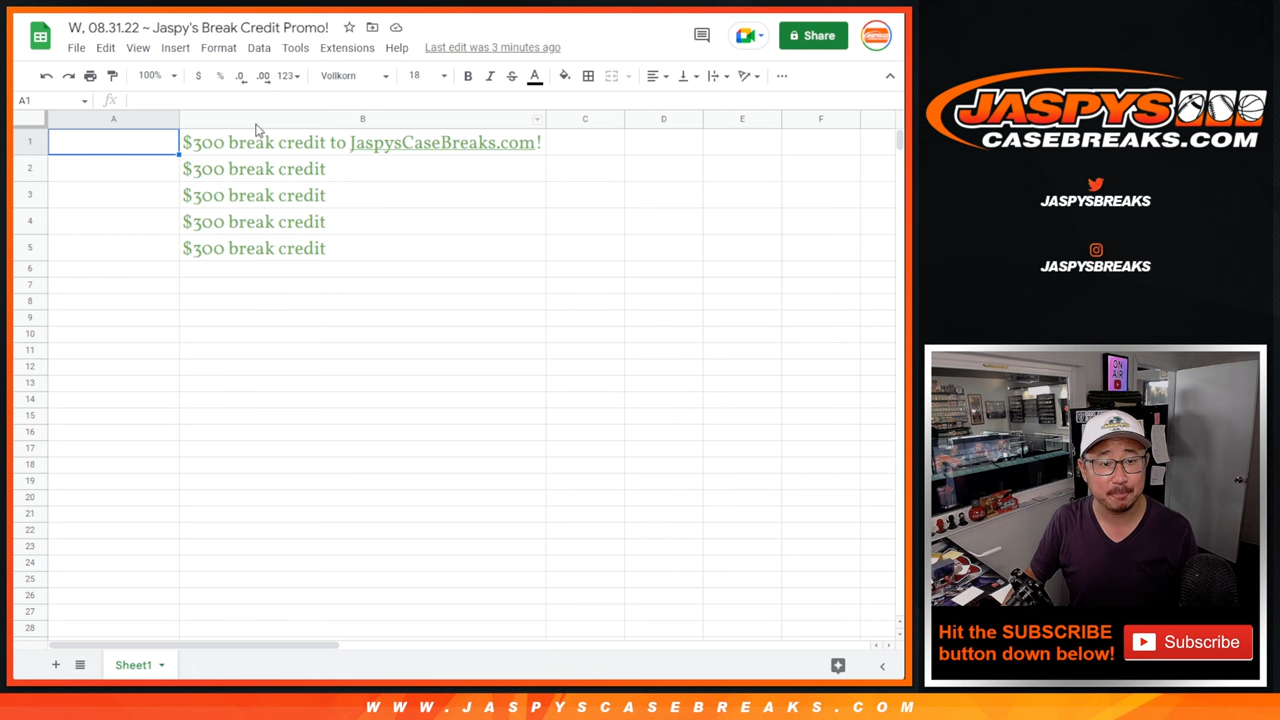 W, 08.31.22 ~ Jaspy's Break Credit Promo!
File Edit View Insert Format Data Tools Extensions Help Last edit was 3 minutes ago
Share
100% $ % .0 .00 123 Vollkorn 18 B I S A
A1 fx
A B C D E F
1 $300 break credit to JaspysCaseBreaks.com!
2 $300 break credit
3 $300 break credit
4 $300 break credit
5 $300 break credit
6
7
8
9
10
11
12
13
14
15
16
17
18
19
20
21
22
23
24
25
26
27
28
Sheet1
JASPYS
CASEBREAKS.COM
JASPYSBREAKS
JASPYSBREAKS
ON
AIR
Hit the SUBSCRIBE
button down below!
Subscribe
WWW.JASPYSCASEBREAKS.COM